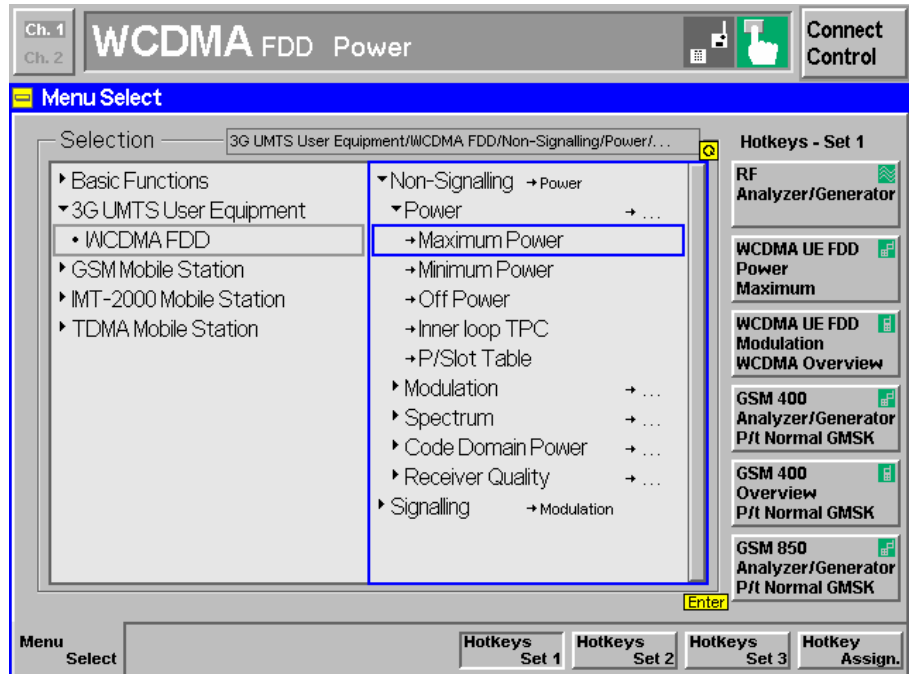 Ch. 1
Ch. 2
WCDMA FDD Power
Connect
Control
Menu Select
Selection
3G UMTS User Equipment/WCDMA FDD/Non-Signalling/Power/...
Basic Functions
3G UMTS User Equipment
WCDMA FDD
GSM Mobile Station
IMT-2000 Mobile Station
TDMA Mobile Station
Non-Signalling → Power
Power → ...
→ Maximum Power
→ Minimum Power
→ Off Power
→ Inner loop TPC
→ P/Slot Table
Modulation → ...
Spectrum → ...
Code Domain Power → ...
Receiver Quality → ...
Signalling → Modulation
Enter
Hotkeys - Set 1
RF
Analyzer/Generator
WCDMA UE FDD
Power
Maximum
WCDMA UE FDD
Modulation
WCDMA Overview
GSM 400
Analyzer/Generator
P/t Normal GMSK
GSM 400
Overview
P/t Normal GMSK
GSM 850
Analyzer/Generator
P/t Normal GMSK
Menu
Select
Hotkeys
Set 1
Hotkeys
Set 2
Hotkeys
Set 3
Hotkey
Assign.